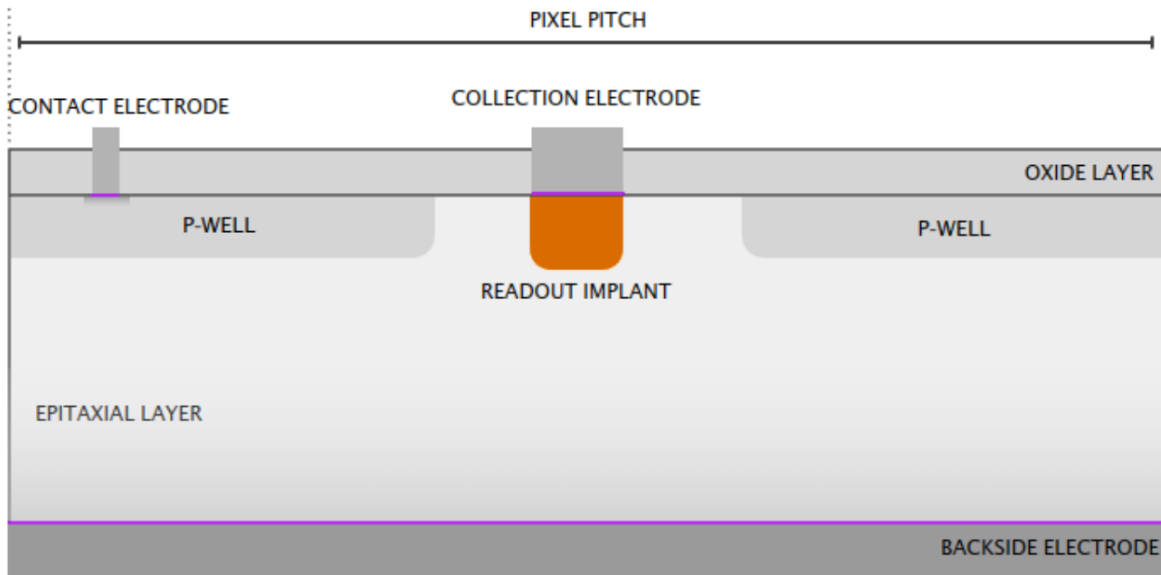 PIXEL PITCH
CONTACT ELECTRODE
COLLECTION ELECTRODE
OXIDE LAYER
P-WELL
P-WELL
READOUT IMPLANT
EPITAXIAL LAYER
BACKSIDE ELECTRODE